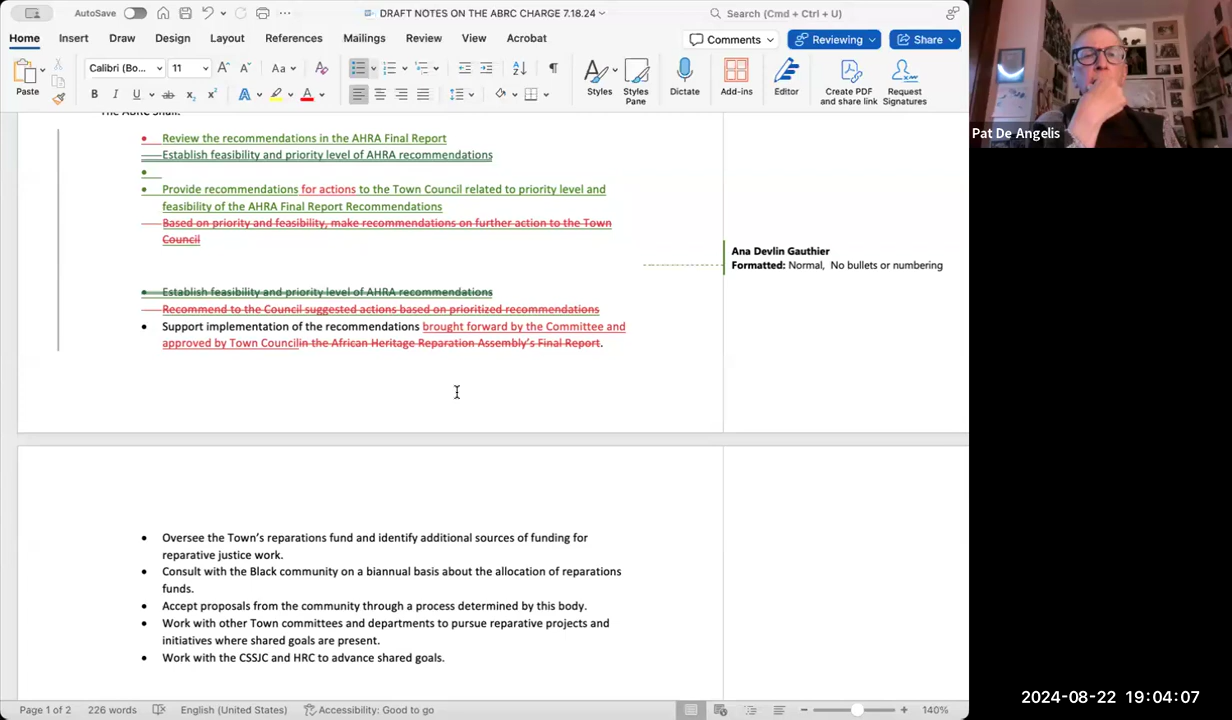 AutoSave
DRAFT NOTES ON THE ABRC CHARGE 7.18.24
Search (Cmd + Ctrl + U)
Home
Insert
Draw
Design
Layout
References
Mailings
Review
View
Acrobat
Comments
Reviewing
Share
Paste
Calibri (Bo...
11
Styles
Styles Pane
Dictate
Add-ins
Editor
Create PDF and share link
Request Signatures
The ABRC Shall:
Review the recommendations in the AHRA Final Report
Establish feasibility and priority level of AHRA recommendations
Provide recommendations for actions to the Town Council related to priority level and
feasibility of the AHRA Final Report Recommendations
Based on priority and feasibility, make recommendations on further action to the Town
Council
Establish feasibility and priority level of AHRA recommendations
Recommend to the Council suggested actions based on prioritized recommendations
Support implementation of the recommendations brought forward by the Committee and
approved by Town Councilin the African Heritage Reparation Assembly's Final Report.
Ana Devlin Gauthier
Formatted: Normal, No bullets or numbering
Oversee the Town's reparations fund and identify additional sources of funding for
reparative justice work.
Consult with the Black community on a biannual basis about the allocation of reparations
funds.
Accept proposals from the community through a process determined by this body.
Work with other Town committees and departments to pursue reparative projects and
initiatives where shared goals are present.
Work with the CSSJC and HRC to advance shared goals.
Page 1 of 2
226 words
English (United States)
Accessibility: Good to go
140%
Pat De Angelis
2024-08-22 19:04:07